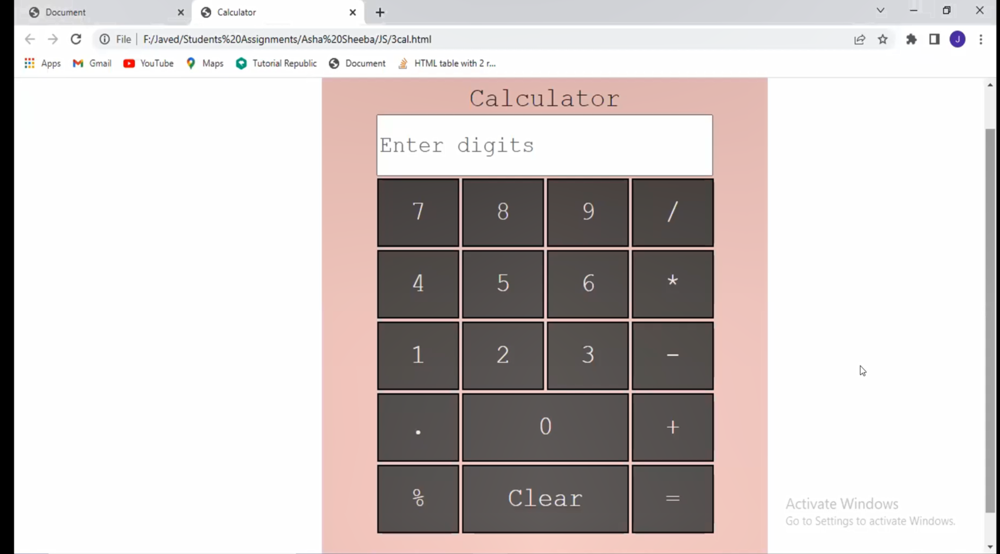 Document
Calculator
File F:/Javed/Students%20Assignments/Asha%20Sheeba/JS/3cal.html
J
Apps Gmail YouTube Maps Tutorial Republic Document HTML table with 2 r...
Calculator
Enter digits
7 8 9 /
4 5 6 *
1 2 3 -
. 0 +
% Clear =
Activate Windows
Go to Settings to activate Windows.